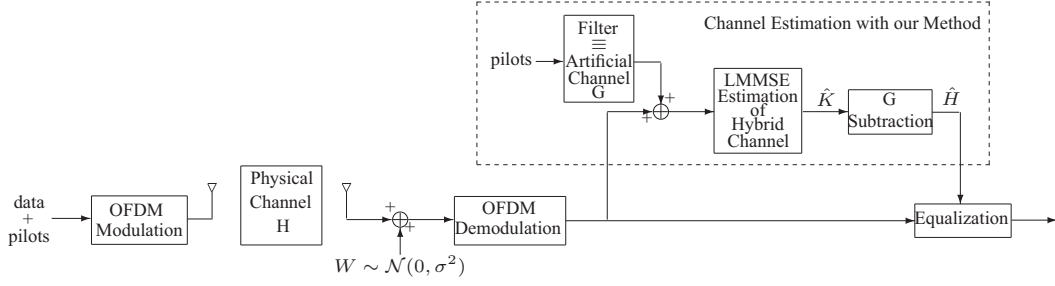 Channel Estimation with our Method
Filter
≡
Artificial
Channel
G
pilots
+
+
LMMSE
Estimation
of
Hybrid
Channel
K̂
G
Subtraction
Ĥ
data
+
pilots
OFDM
Modulation
Physical
Channel
H
+
+
W ∼ N(0, σ²)
OFDM
Demodulation
Equalization